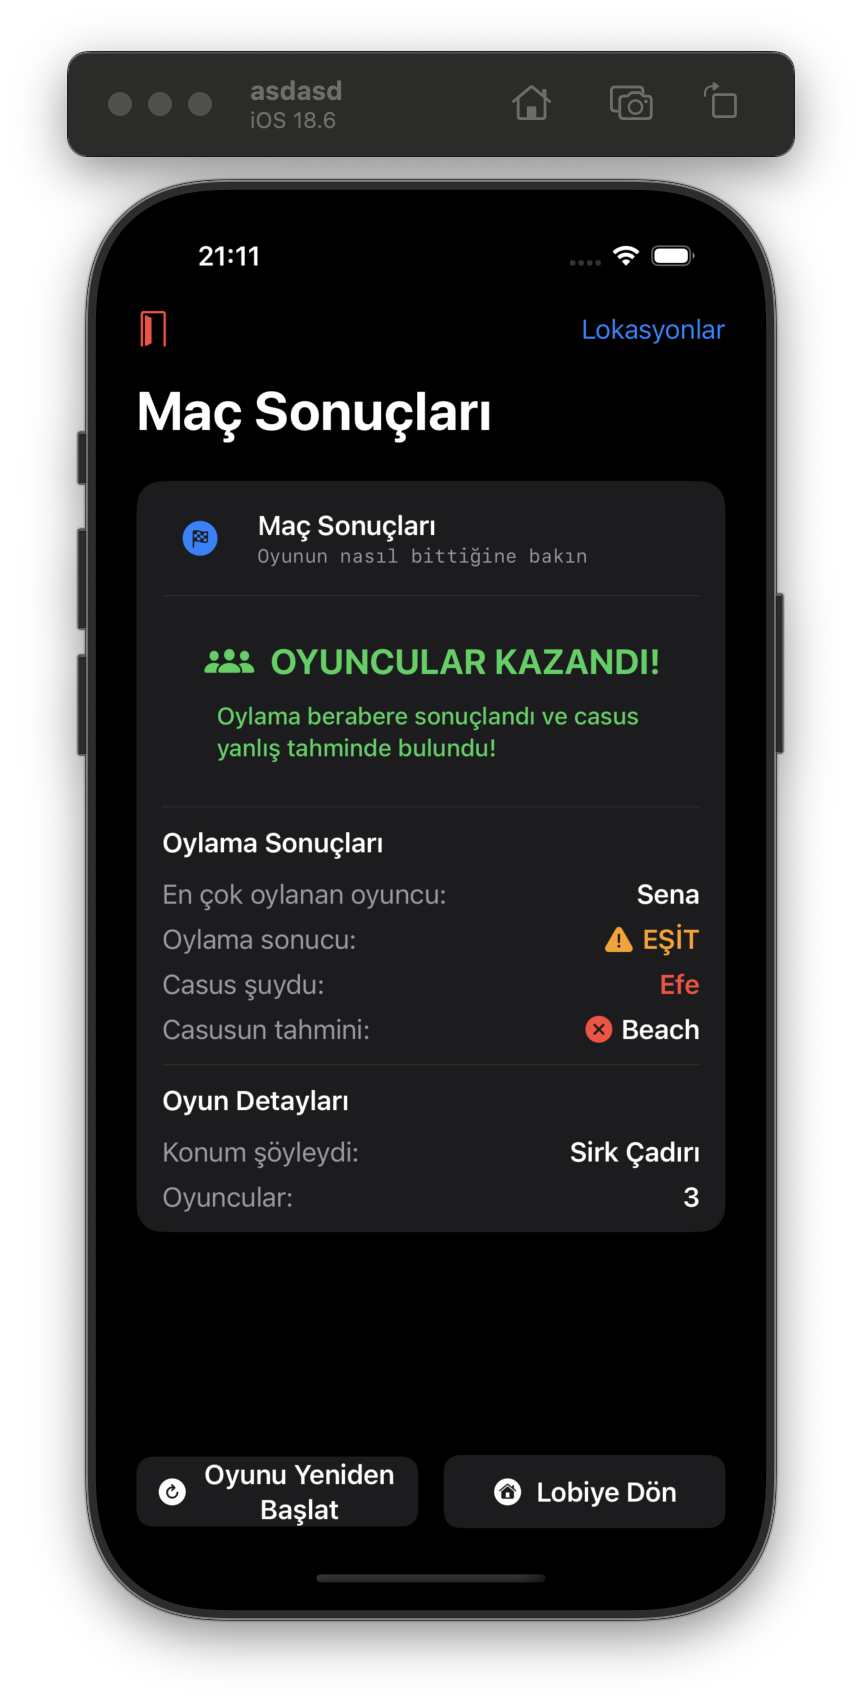 asdasd
iOS 18.6
21:11
Lokasyonlar
Maç Sonuçları
Maç Sonuçları
Oyunun nasıl bittiğine bakın
OYUNCULAR KAZANDI!
Oylama berabere sonuçlandı ve casus
yanlış tahminde bulundu!
Oylama Sonuçları
En çok oylanan oyuncu: Sena
Oylama sonucu: EŞİT
Casus şuydu: Efe
Casusun tahmini: Beach
Oyun Detayları
Konum şöyleydi: Sirk Çadırı
Oyuncular: 3
Oyunu Yeniden
Başlat
Lobiye Dön